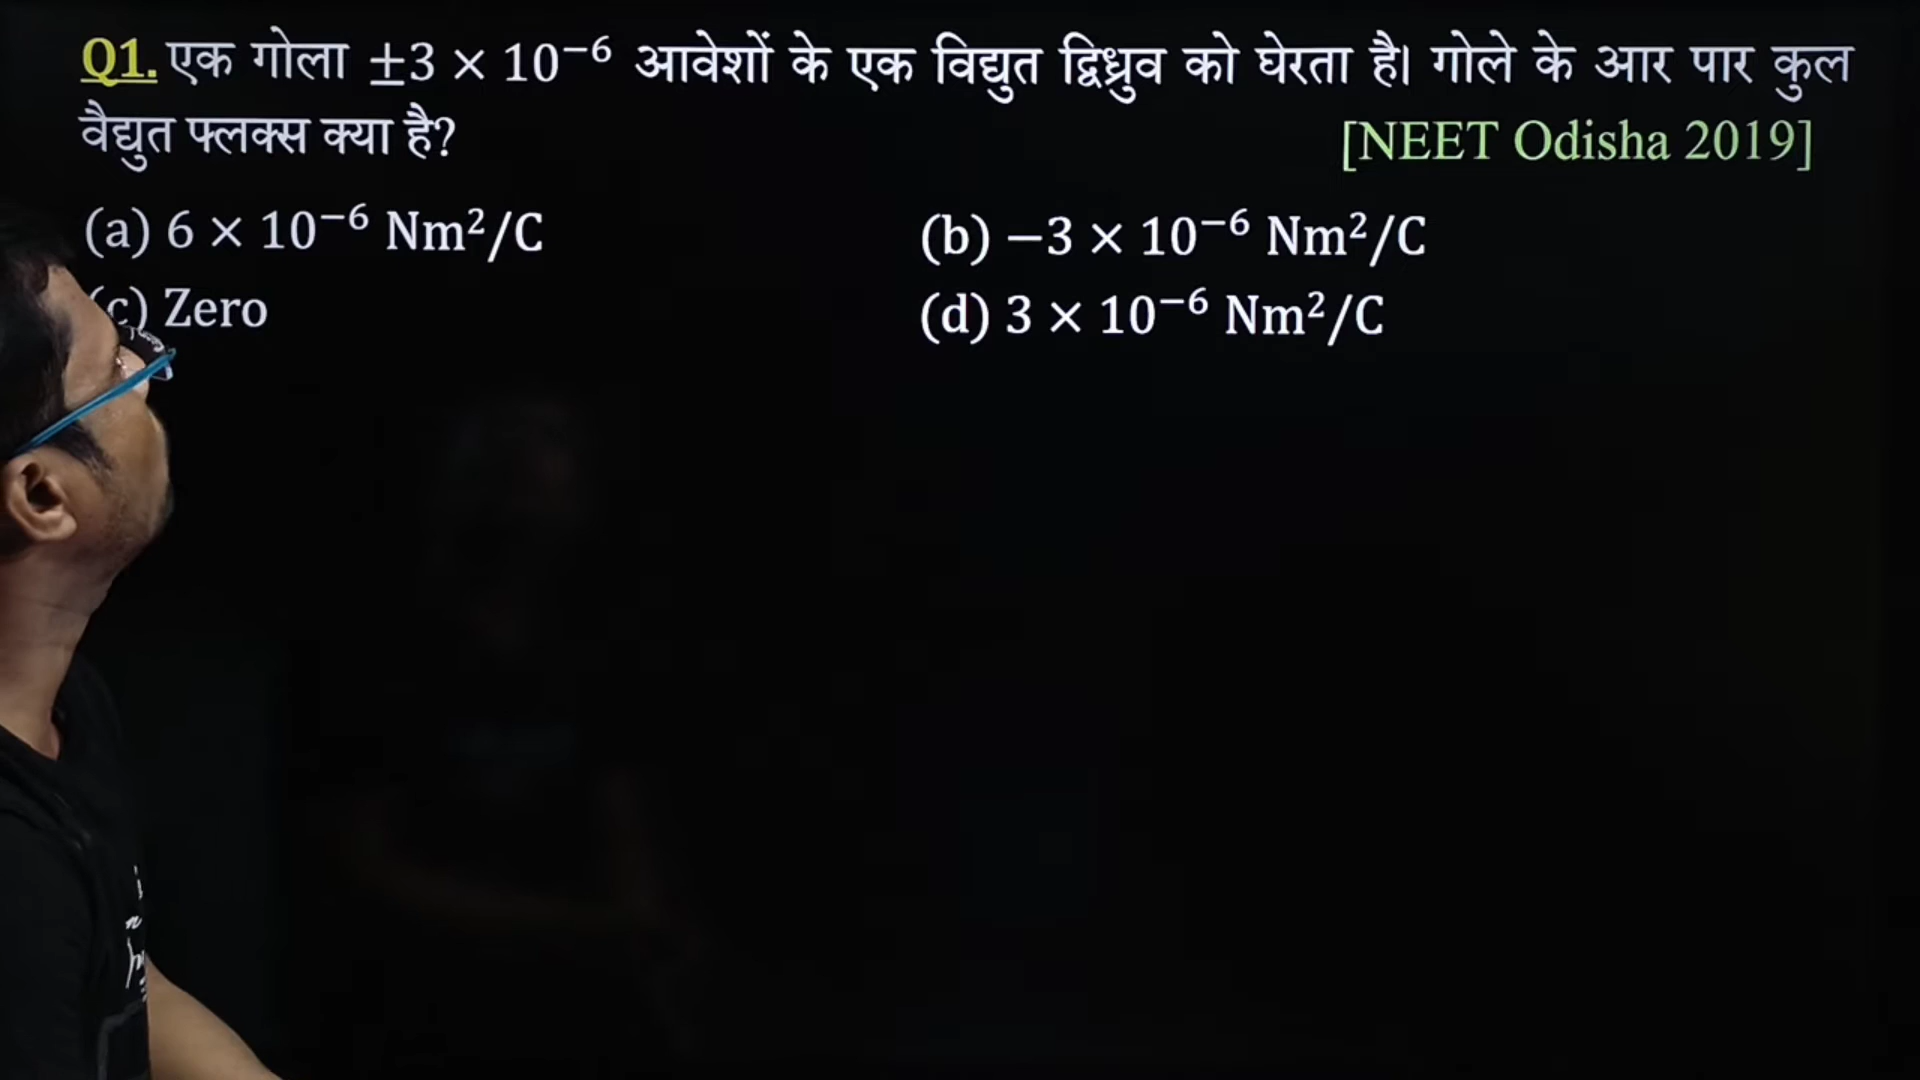 Q1. एक गोला ±3 × 10⁻⁶ आवेशों के एक विद्युत द्विध्रुव को घेरता है। गोले के आर पार कुल
वैद्युत फ्लक्स क्या है?
[NEET Odisha 2019]
(a) 6 × 10⁻⁶ Nm²/C
(b) −3 × 10⁻⁶ Nm²/C
(c) Zero
(d) 3 × 10⁻⁶ Nm²/C